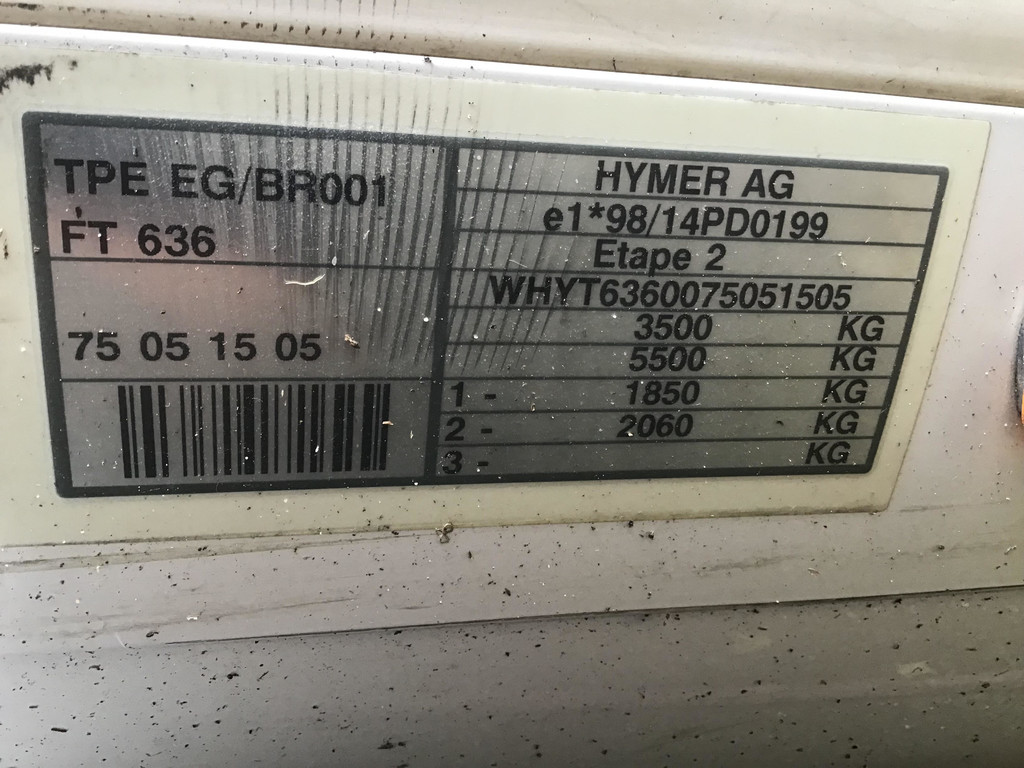 TPE EG/BR001
FT 636
75 05 15 05
HYMER AG
e1*98/14PD0199
Etape 2
WHYT6360075051505
3500 KG
5500 KG
1 - 1850 KG
2 - 2060 KG
3 - KG